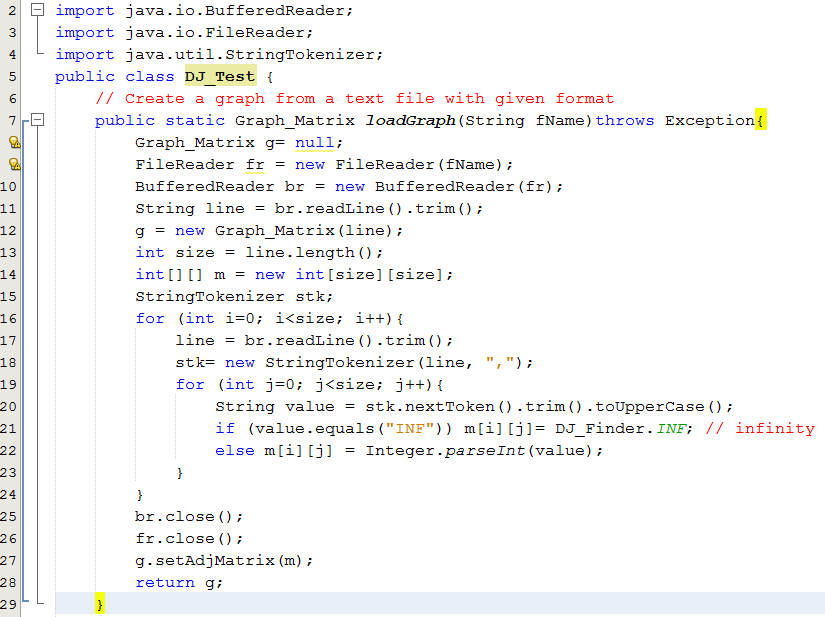 2 import java.io.BufferedReader;
3 import java.io.FileReader;
4 import java.util.StringTokenizer;
5 public class DJ_Test {
6 // Create a graph from a text file with given format
7 public static Graph_Matrix loadGraph(String fName)throws Exception{
Graph_Matrix g= null;
FileReader fr = new FileReader(fName);
10 BufferedReader br = new BufferedReader(fr);
11 String line = br.readLine().trim();
12 g = new Graph_Matrix(line);
13 int size = line.length();
14 int[][] m = new int[size][size];
15 StringTokenizer stk;
16 for (int i=0; i<size; i++){
17 line = br.readLine().trim();
18 stk= new StringTokenizer(line, ",");
19 for (int j=0; j<size; j++){
20 String value = stk.nextToken().trim().toUpperCase();
21 if (value.equals("INF")) m[i][j]= DJ_Finder.INF; // infinity
22 else m[i][j] = Integer.parseInt(value);
23 }
24 }
25 br.close();
26 fr.close();
27 g.setAdjMatrix(m);
28 return g;
29 }